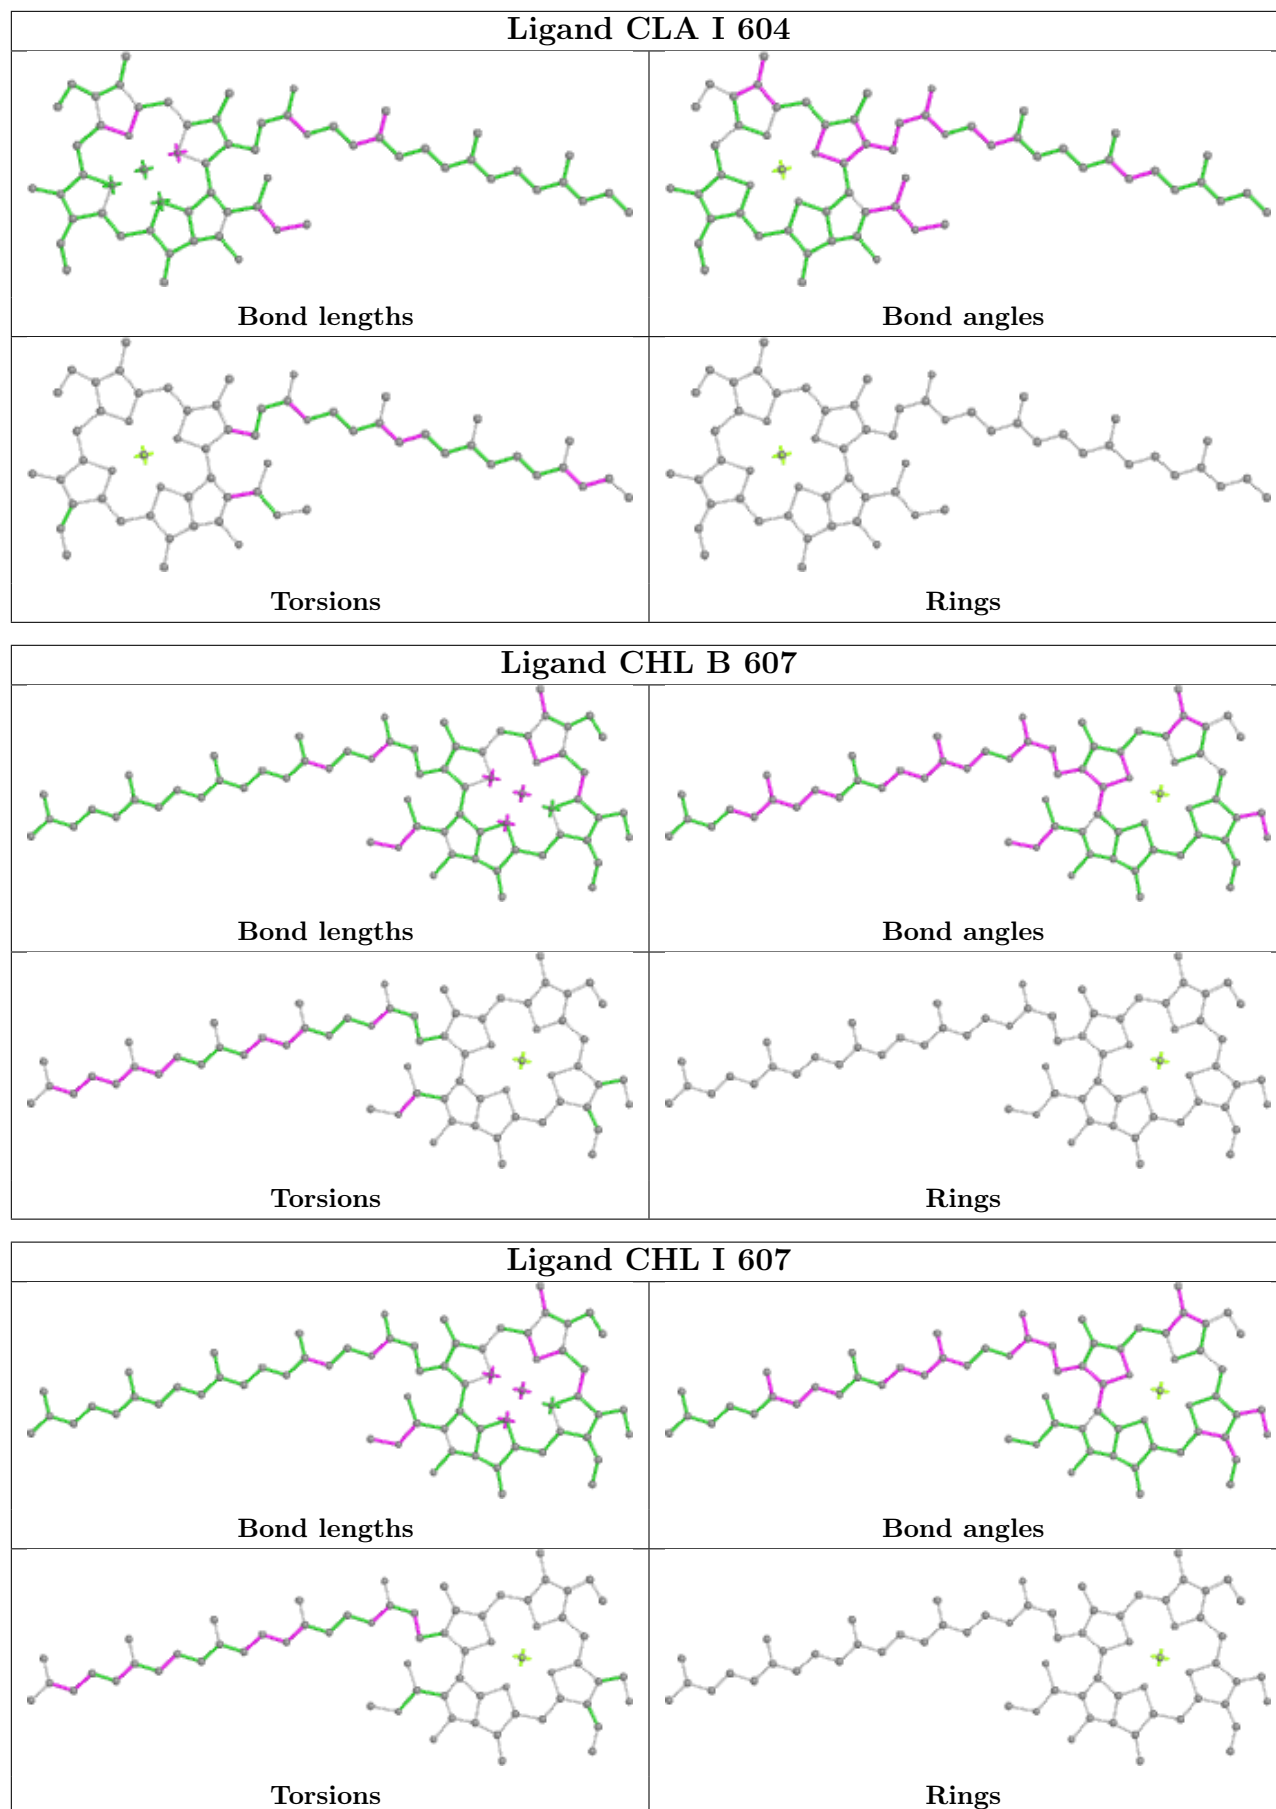 Ligand CLA I 604
Bond lengths
Bond angles
Torsions
Rings
Ligand CHL B 607
Bond lengths
Bond angles
Torsions
Rings
Ligand CHL I 607
Bond lengths
Bond angles
Torsions
Rings